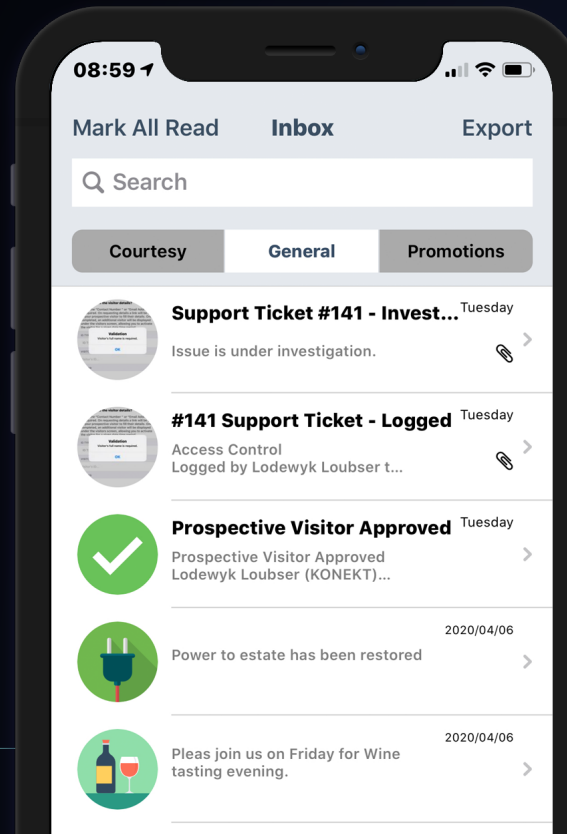 08:59
Mark All Read Inbox Export
Search
Courtesy General Promotions
Support Ticket #141 - Invest... Tuesday
Issue is under investigation.
#141 Support Ticket - Logged Tuesday
Access Control
Logged by Lodewyk Loubser t...
Prospective Visitor Approved Tuesday
Prospective Visitor Approved
Lodewyk Loubser (KONEKT)...
2020/04/06
Power to estate has been restored
2020/04/06
Pleas join us on Friday for Wine
tasting evening.